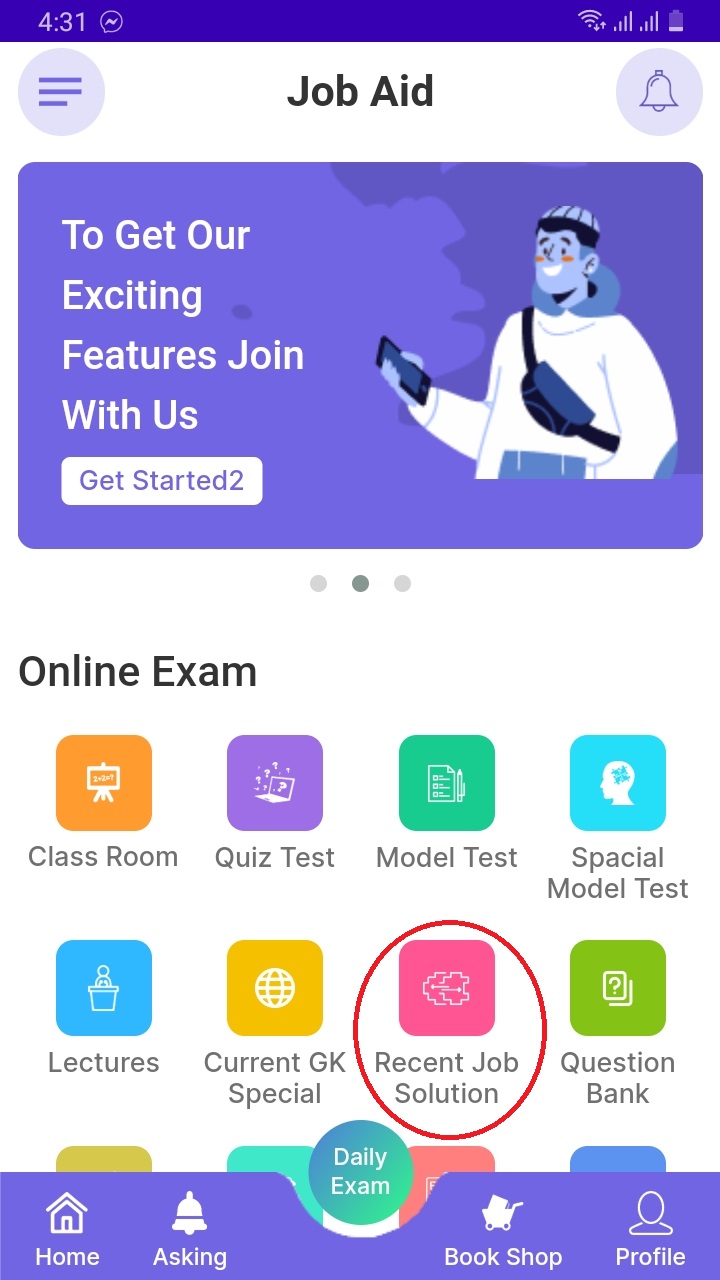 4:31
Job Aid
To Get Our
Exciting
Features Join
With Us
Get Started2
Online Exam
Class Room
Quiz Test
Model Test
Spacial
Model Test
Lectures
Current GK
Special
Recent Job
Solution
Question
Bank
Daily
Exam
Home
Asking
Book Shop
Profile